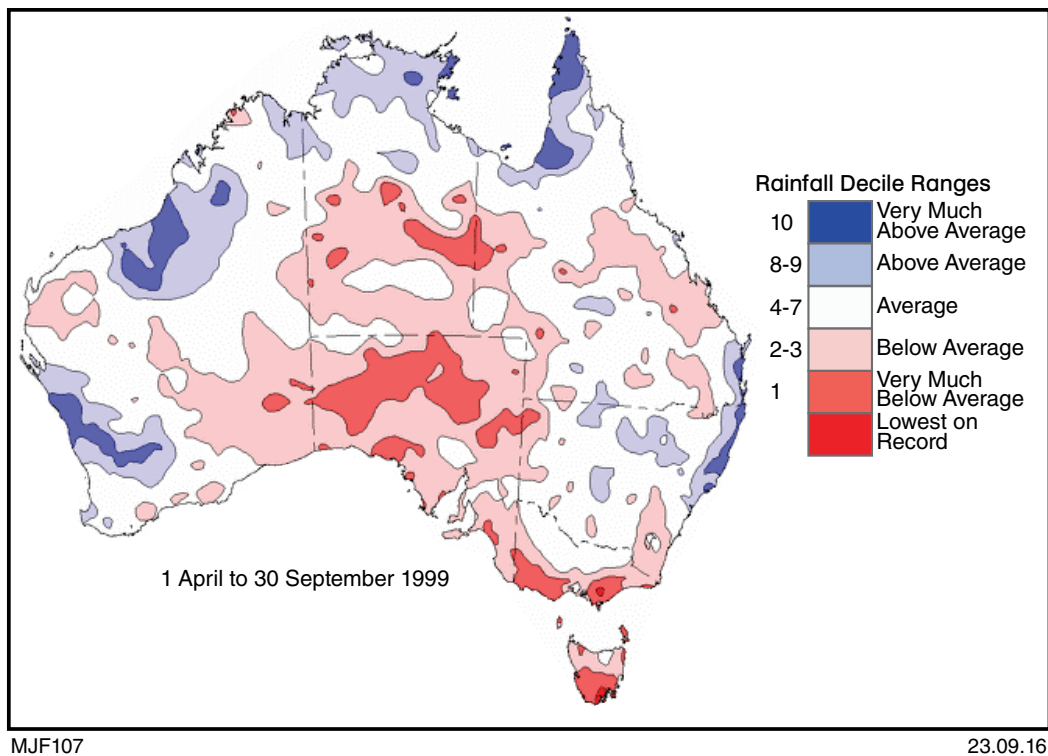 Rainfall Decile Ranges
10 Very Much
Above Average
8-9 Above Average
4-7 Average
2-3 Below Average
1 Very Much
Below Average
Lowest on
Record
1 April to 30 September 1999
MJF107 23.09.16